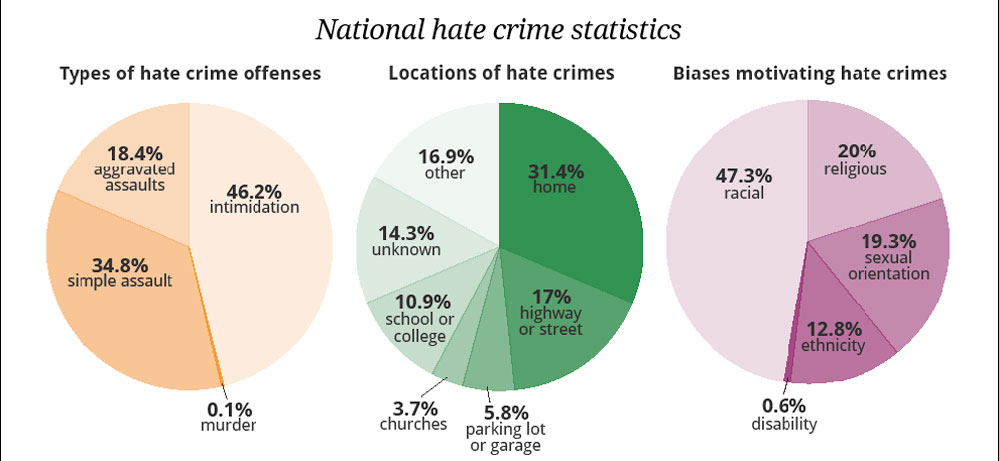 National hate crime statistics
Types of hate crime offenses
18.4%
aggravated
assaults
46.2%
intimidation
34.8%
simple assault
0.1%
murder
Locations of hate crimes
16.9%
other
31.4%
home
14.3%
unknown
10.9%
school or
college
17%
highway
or street
3.7%
churches
5.8%
parking lot
or garage
Biases motivating hate crimes
47.3%
racial
20%
religious
19.3%
sexual
orientation
12.8%
ethnicity
0.6%
disability